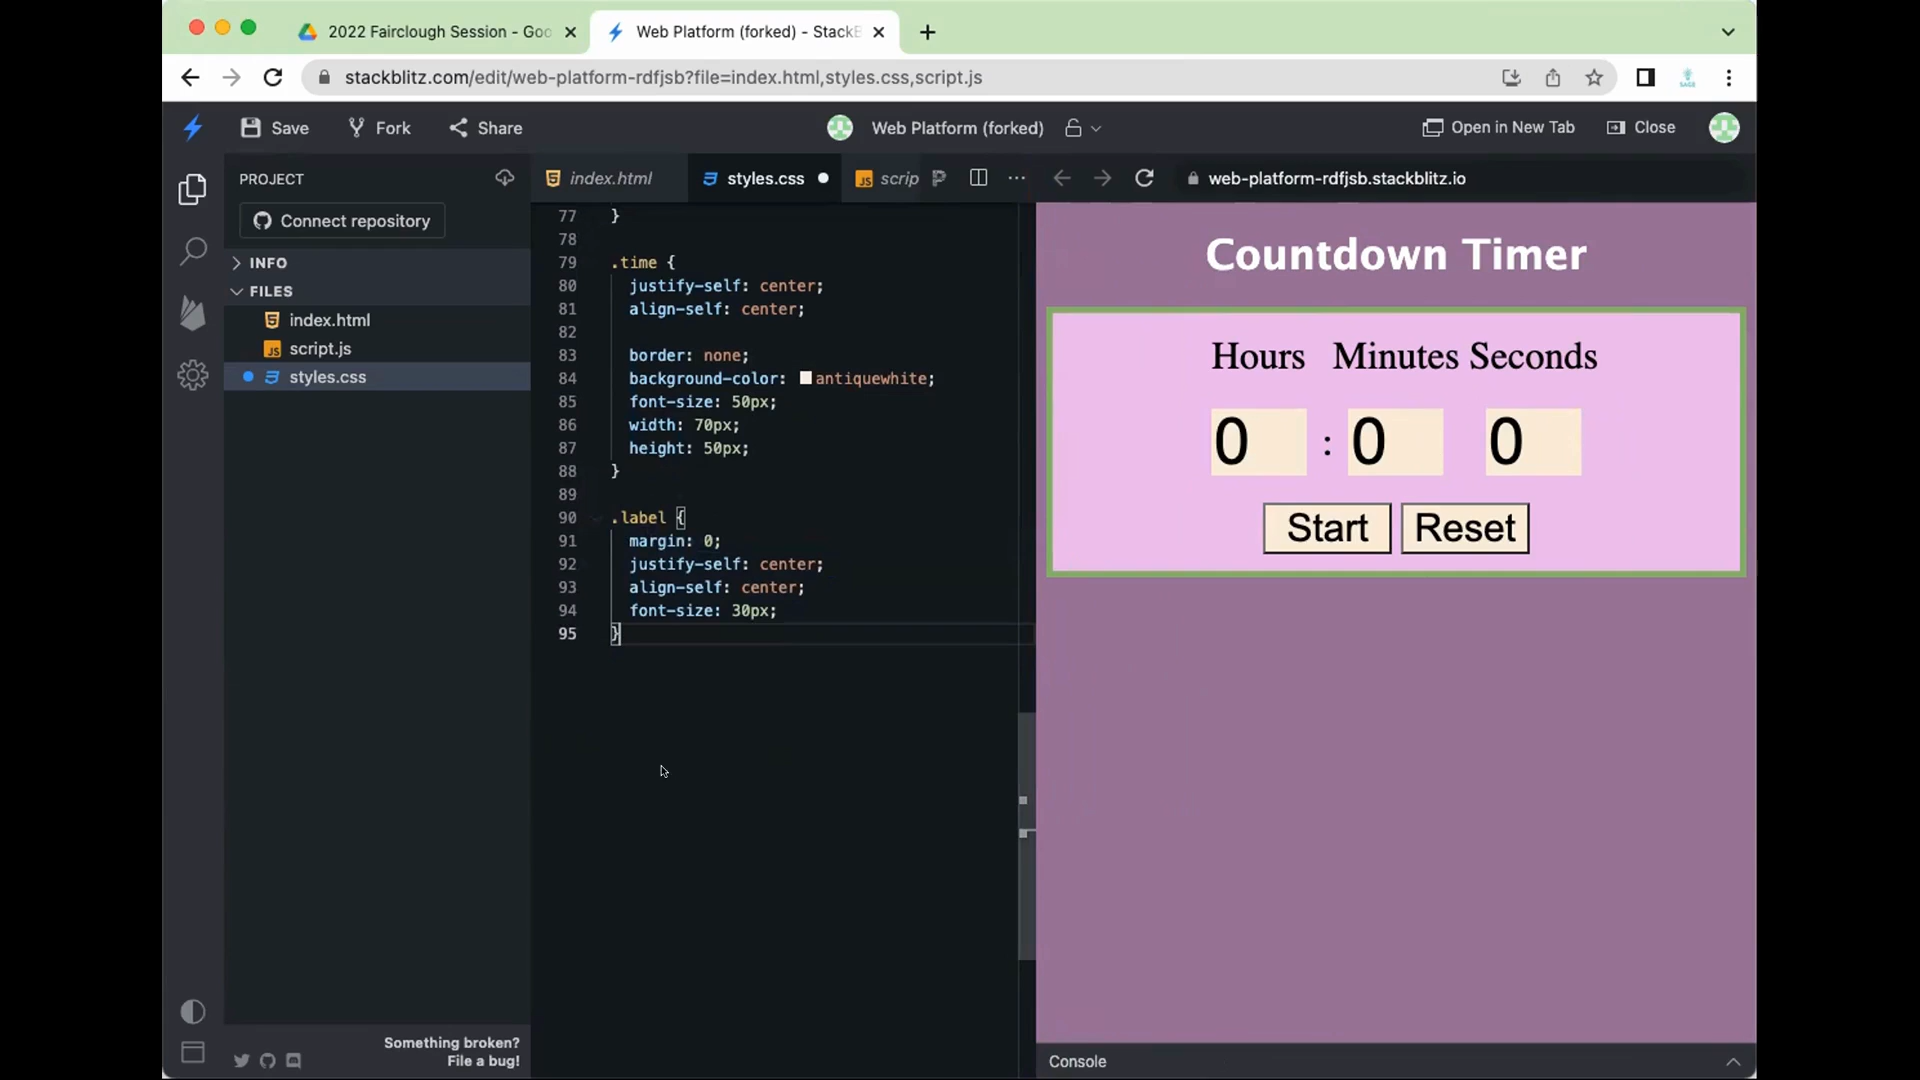 2022 Fairclough Session - Goo
Web Platform (forked) - StackB
stackblitz.com/edit/web-platform-rdfjsb?file=index.html,styles.css,script.js
Save
Fork
Share
Web Platform (forked)
Open in New Tab
Close
PROJECT
Connect repository
INFO
FILES
index.html
JS script.js
styles.css
Something broken?
File a bug!
index.html
styles.css
JS scrip
77 }
78
79 .time {
80 justify-self: center;
81 align-self: center;
82
83 border: none;
84 background-color: antiquewhite;
85 font-size: 50px;
86 width: 70px;
87 height: 50px;
88 }
89
90 .label {
91 margin: 0;
92 justify-self: center;
93 align-self: center;
94 font-size: 30px;
95 }
web-platform-rdfjsb.stackblitz.io
Countdown Timer
Hours Minutes Seconds
0 : 0 0
Start Reset
Console